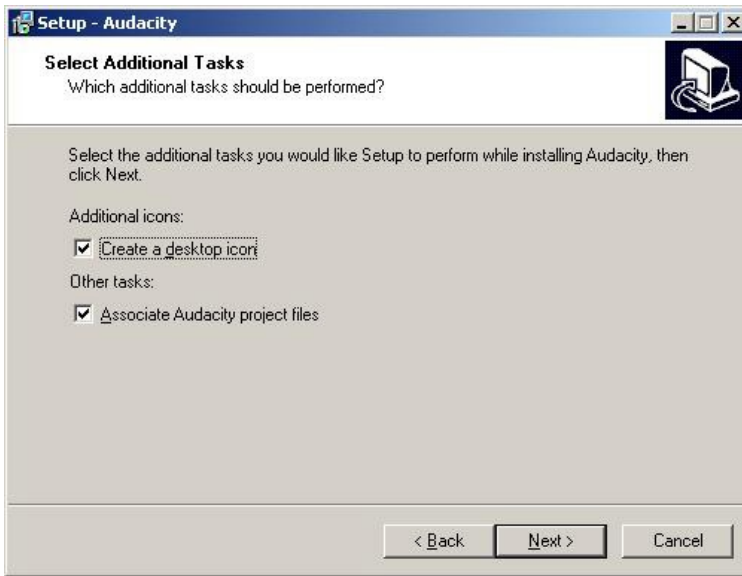 Setup - Audacity
Select Additional Tasks
Which additional tasks should be performed?
Select the additional tasks you would like Setup to perform while installing Audacity, then
click Next.
Additional icons:
Create a desktop icon
Other tasks:
Associate Audacity project files
< Back
Next >
Cancel